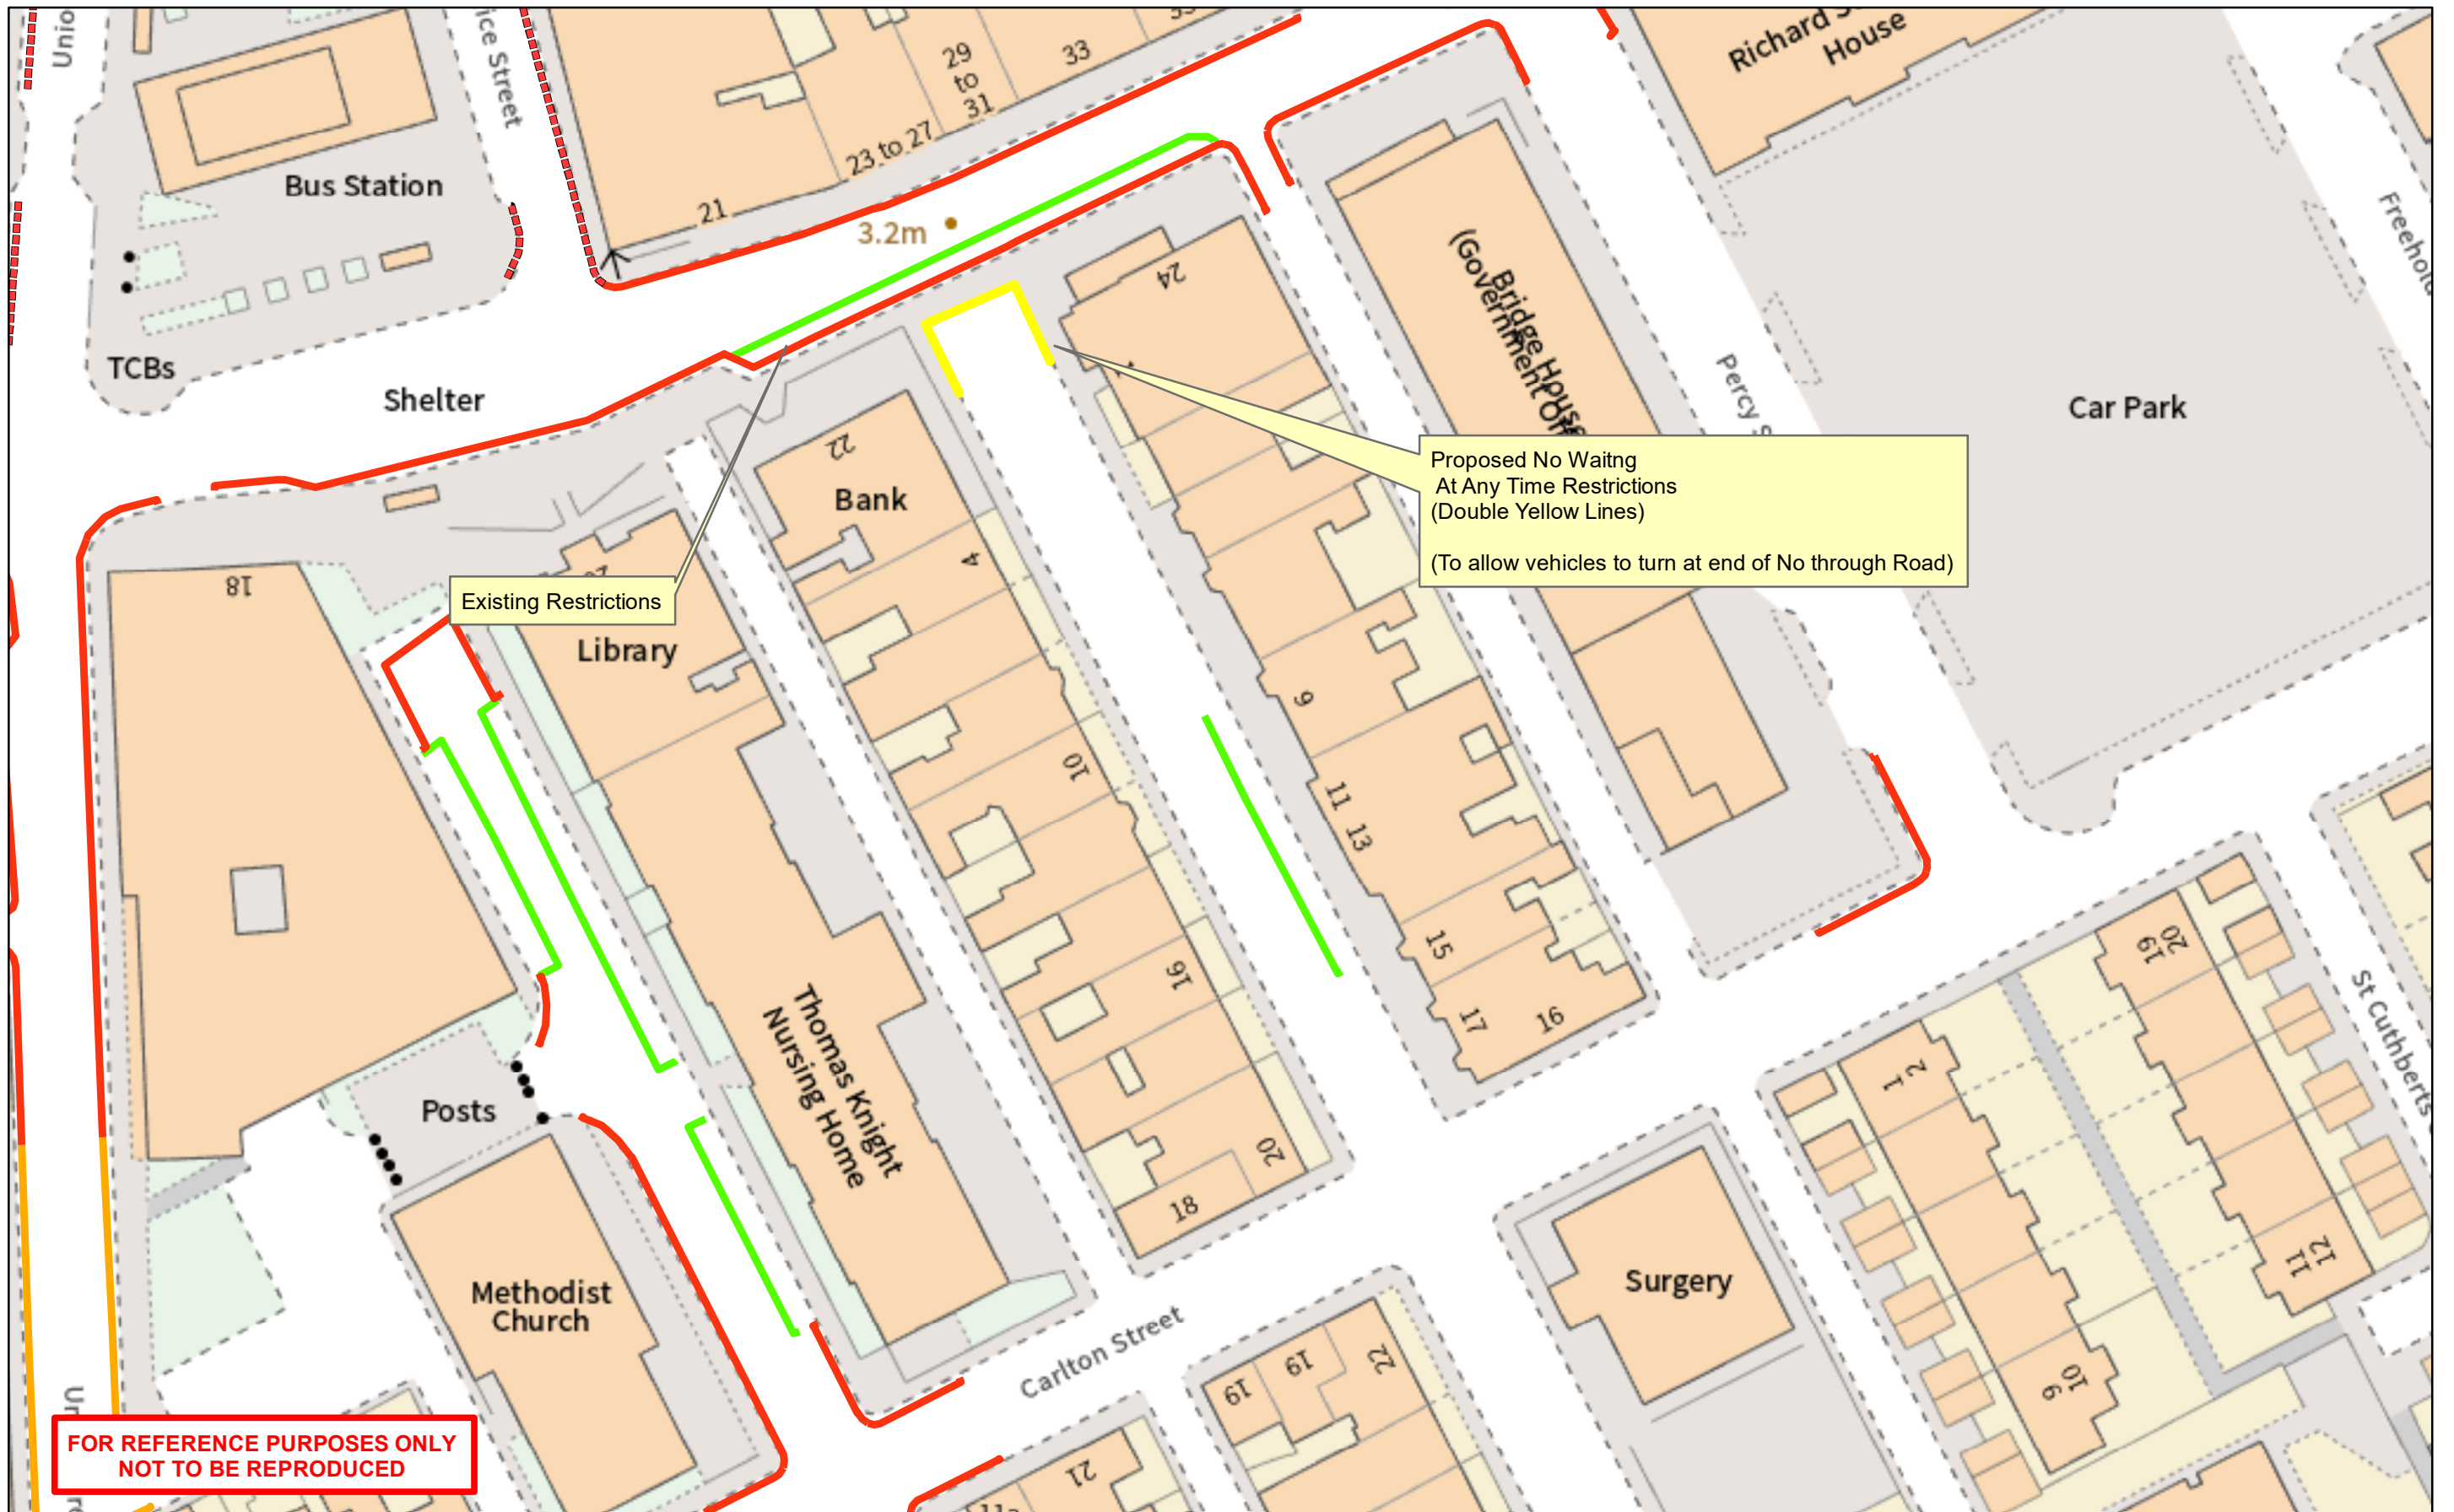 29
to
31
33
23 to 27
21
Bus Station
3.2m
TCBs
Shelter
24
22
Bank
4
18
Library
Existing Restrictions
Proposed No Waitng
At Any Time Restrictions
(Double Yellow Lines)
(To allow vehicles to turn at end of No through Road)
Bridge House
Car Park
House
9
10
11
13
15
16
17
16
20
18
Thomas Knight
Nursing Home
Posts
Methodist
Church
Carlton Street
Surgery
19
20
1
2
St Cuthberts
11
12
9
10
19
19
22
21
FOR REFERENCE PURPOSES ONLY
NOT TO BE REPRODUCED